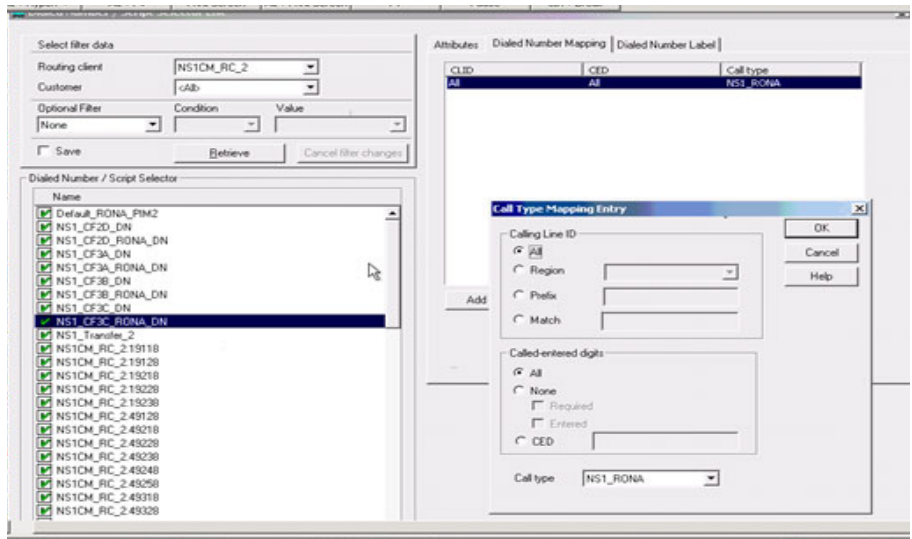 Dialed Number / Script Selector List
Select filter data
Routing client
NS1CM_RC_2
Customer
<All>
Optional Filter
Condition
Value
None
Save
Retrieve
Cancel filter changes
Dialed Number / Script Selector
Name
Default_RONA_PIM2
NS1_CF2D_DN
NS1_CF2D_RONA_DN
NS1_CF3A_DN
NS1_CF3A_RONA_DN
NS1_CF3B_DN
NS1_CF3B_RONA_DN
NS1_CF3C_DN
NS1_CF3C_RONA_DN
NS1_Transfer_2
NS1CM_RC_2.19118
NS1CM_RC_2.19128
NS1CM_RC_2.19218
NS1CM_RC_2.19228
NS1CM_RC_2.19238
NS1CM_RC_2.49128
NS1CM_RC_2.49218
NS1CM_RC_2.49228
NS1CM_RC_2.49238
NS1CM_RC_2.49248
NS1CM_RC_2.49258
NS1CM_RC_2.49318
NS1CM_RC_2.49328
Attributes
Dialed Number Mapping
Dialed Number Label
CLID
CED
Call type
All
All
NS1_RONA
Add
Call Type Mapping Entry
Calling Line ID
All
Region
Prefix
Match
OK
Cancel
Help
Called-entered digits
All
None
Required
Entered
CED
Call type
NS1_RONA